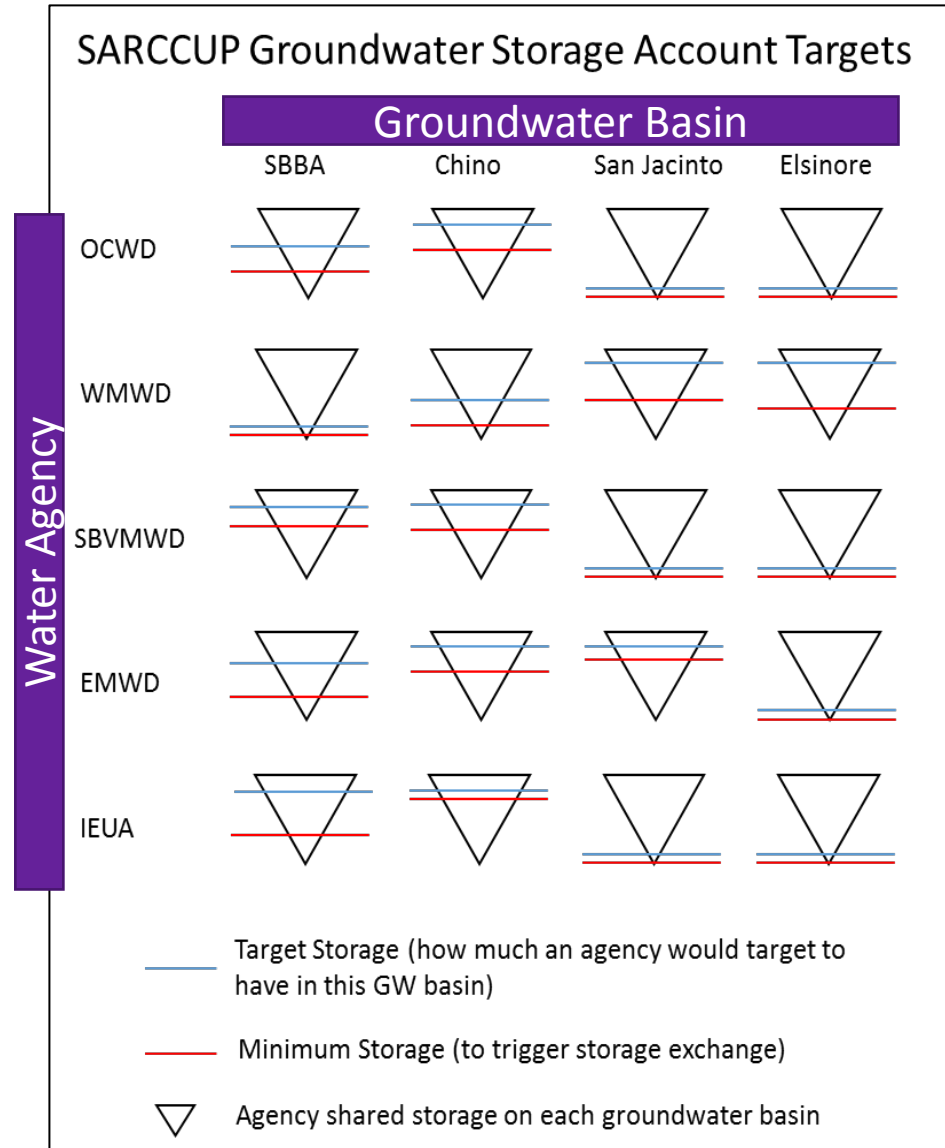 SARCCUP Groundwater Storage Account Targets
Groundwater Basin
SBBA Chino San Jacinto Elsinore
Water Agency
OCWD
WMWD
SBVMWD
EMWD
IEUA
Target Storage (how much an agency would target to
have in this GW basin)
Minimum Storage (to trigger storage exchange)
Agency shared storage on each groundwater basin